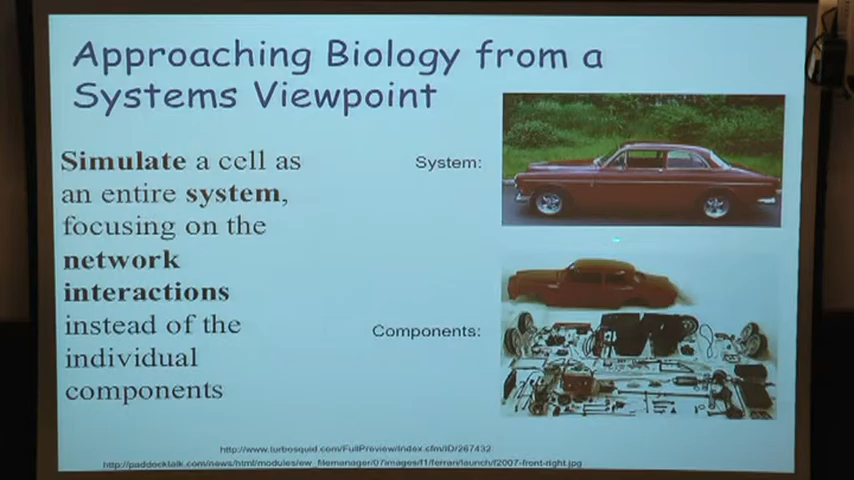 Approaching Biology from a
Systems Viewpoint
Simulate a cell as
an entire system,
focusing on the
network
interactions
instead of the
individual
components
System:
Components:
http://www.turbosquid.com/FullPreview/Index.cfm/ID/267432
http://paddocktalk.com/news/html/modules/ew_filemanager/07images/f1/ferrari/launch/f2007-front-right.jpg